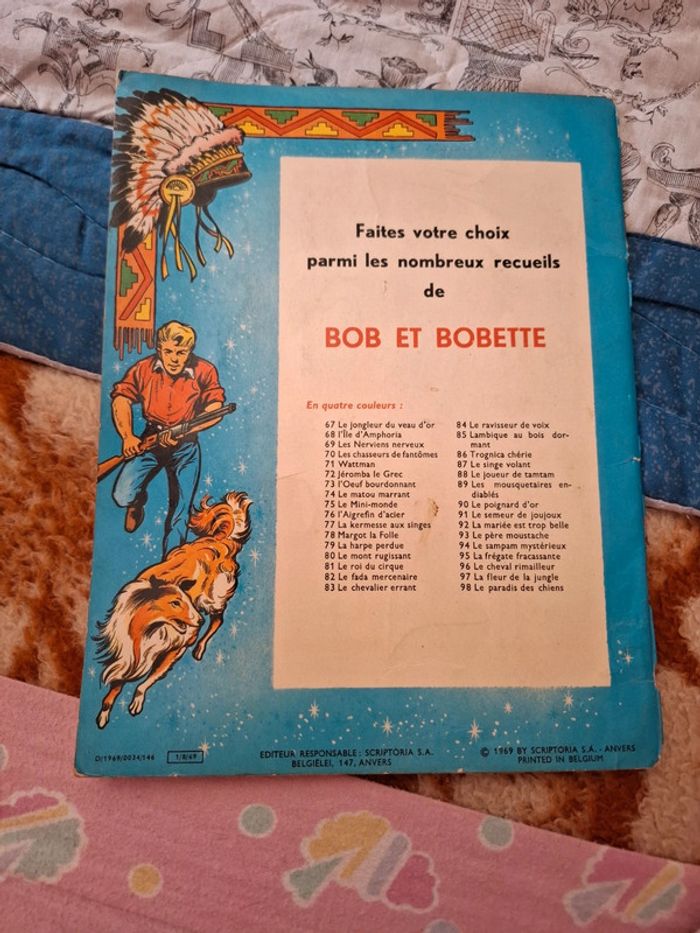 Faites votre choix
parmi les nombreux recueils
de
BOB ET BOBETTE
En quatre couleurs :
67 Le jongleur du veau d'or
68 l'Île d'Amphoria
69 Les Nerviens nerveux
70 Les chasseurs de fantômes
71 Wattman
72 Jéromba le Grec
73 l'Oeuf bourdonnant
74 Le matou marrant
75 Le Mini-monde
76 l'Aigrefin d'acier
77 La kermesse aux singes
78 Margot la Folle
79 La harpe perdue
80 Le mont rugissant
81 Le roi du cirque
82 Le fada mercenaire
83 Le chevalier errant
84 Le ravisseur de voix
85 Lambique au bois dor-
mant
86 Trognica chérie
87 Le singe volant
88 Le joueur de tamtam
89 Les mousquetaires en-
diablés
90 Le poignard d'or
91 Le semeur de joujoux
92 La mariée est trop belle
93 Le père moustache
94 Le sampam mystérieux
95 La frégate fracassante
96 Le cheval rimailleur
97 La fleur de la jungle
98 Le paradis des chiens
D/1969/0034/146
1/8/69
EDITEUR RESPONSABLE : SCRIPTORIA S.A.
BELGIËLEI, 147, ANVERS
© 1969 BY SCRIPTORIA S.A. - ANVERS
PRINTED IN BELGIUM